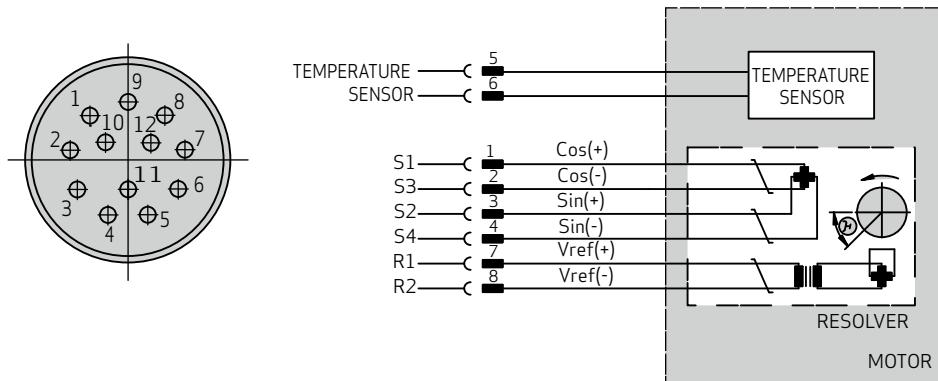 9
1
8
10
12
2
7
11
3
6
4
5
TEMPERATURE
SENSOR
5
6
TEMPERATURE
SENSOR
S1
1
Cos(+)
S3
2
Cos(-)
S2
3
Sin(+)
S4
4
Sin(-)
R1
7
Vref(+)
R2
8
Vref(-)
RESOLVER
MOTOR